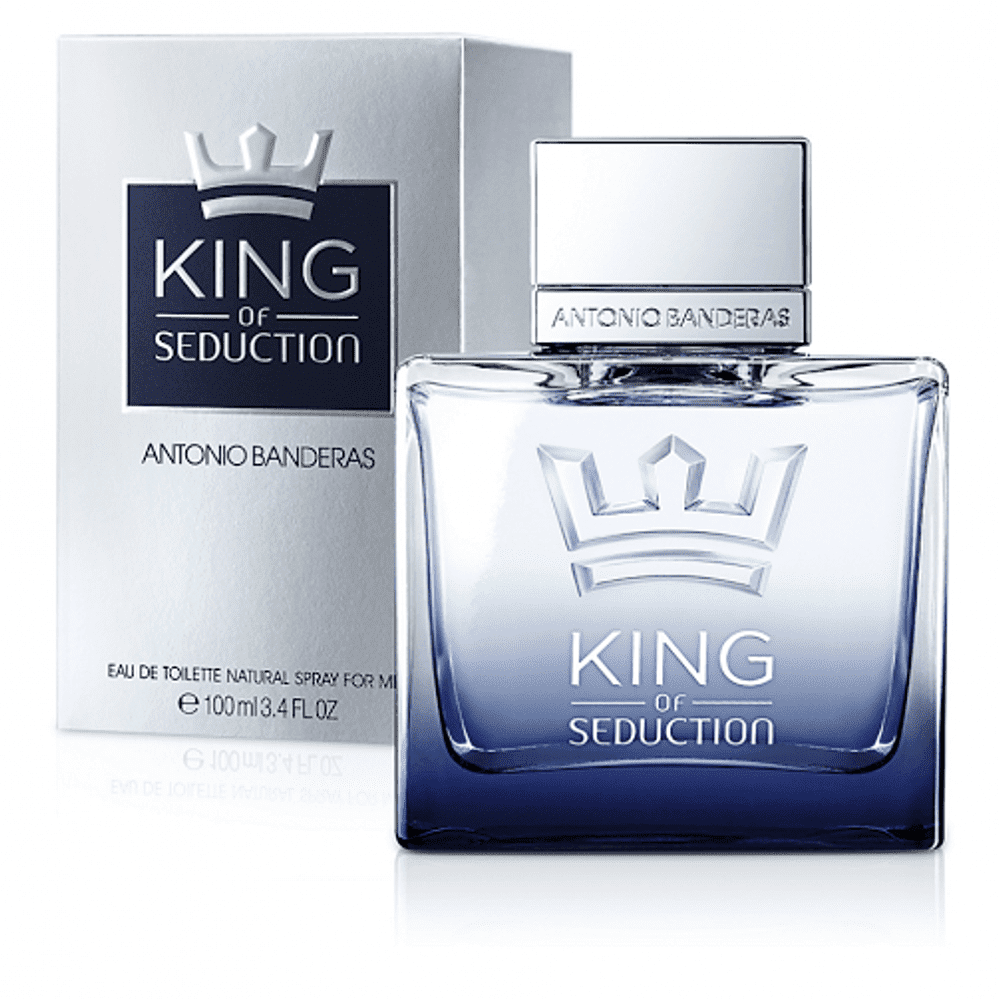 KING
OF
SEDUCTION
ANTONIO BANDERAS
EAU DE TOILETTE NATURAL SPRAY FOR
℮ 100 ml 3.4 FL OZ
ANTONIO BANDERAS
KING
OF
SEDUCTION